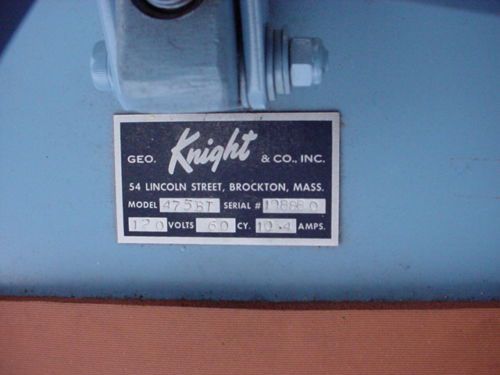 GEO. Knight & CO., INC.
54 LINCOLN STREET, BROCKTON, MASS.
MODEL 475BT SERIAL #
120 VOLTS 60 CY. 10.4 AMPS.